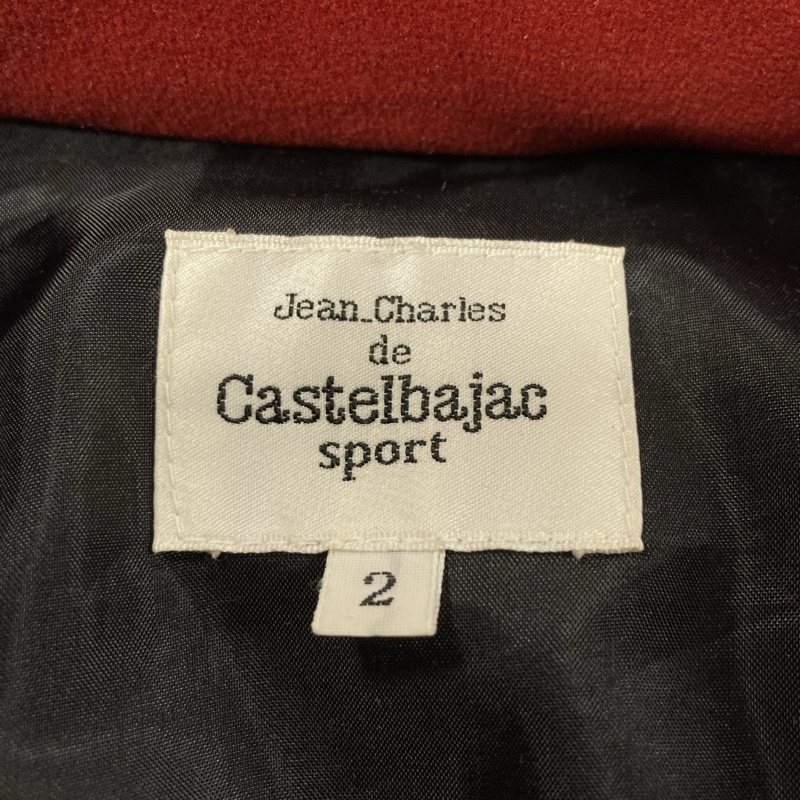 Jean_Charles
de
Castelbajac
sport
2